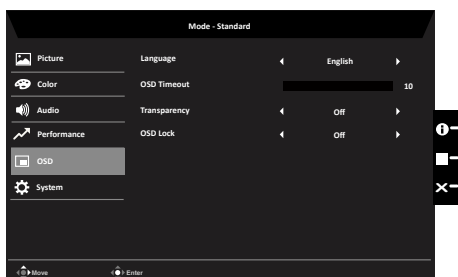 Mode - Standard
Picture
Language
English
Color
OSD Timeout
10
Audio
Transparency
Off
Performance
OSD Lock
Off
OSD
System
Move
Enter